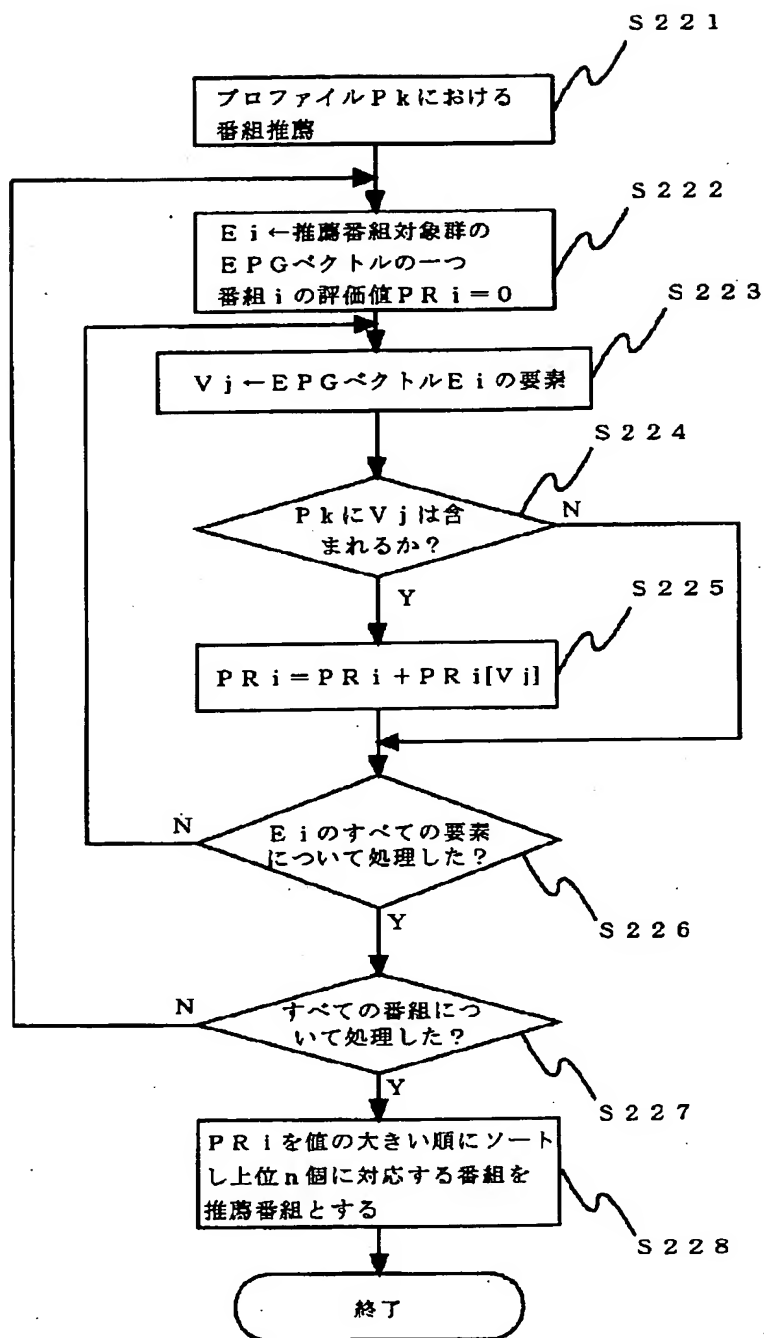 S221
プロファイルPkにおける
番組推薦
S222
Ei←推薦番組対象群の
EPGベクトルの一つ
番組iの評価値PRi=0
S223
Vj←EPGベクトルEiの要素
S224
PkにVjは含
まれるか?
N
Y
S225
PRi=PRi+PRi[Vj]
N
Eiのすべての要素
について処理した?
Y
S226
N
すべての番組につ
いて処理した?
Y
S227
PRiを値の大きい順にソート
し上位n個に対応する番組を
推薦番組とする
S228
終了